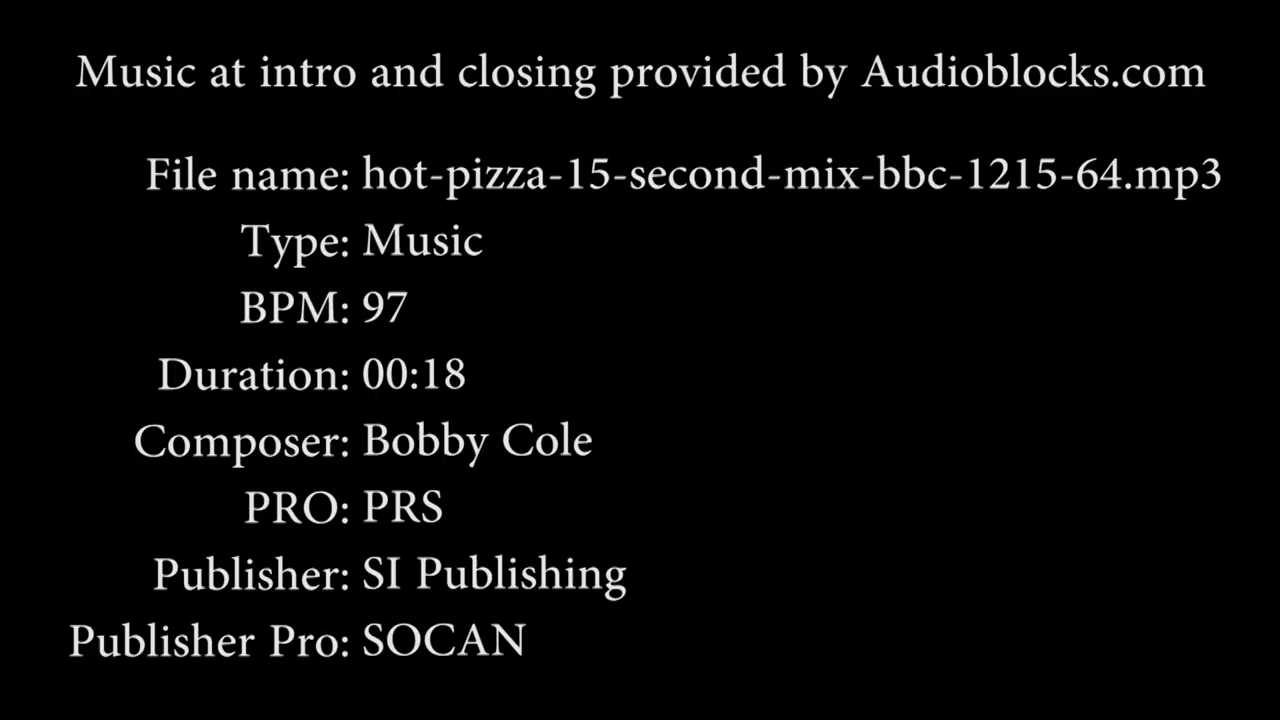 Music at intro and closing provided by Audioblocks.com
File name: hot-pizza-15-second-mix-bbc-1215-64.mp3
Type: Music
BPM: 97
Duration: 00:18
Composer: Bobby Cole
PRO: PRS
Publisher: SI Publishing
Publisher Pro: SOCAN